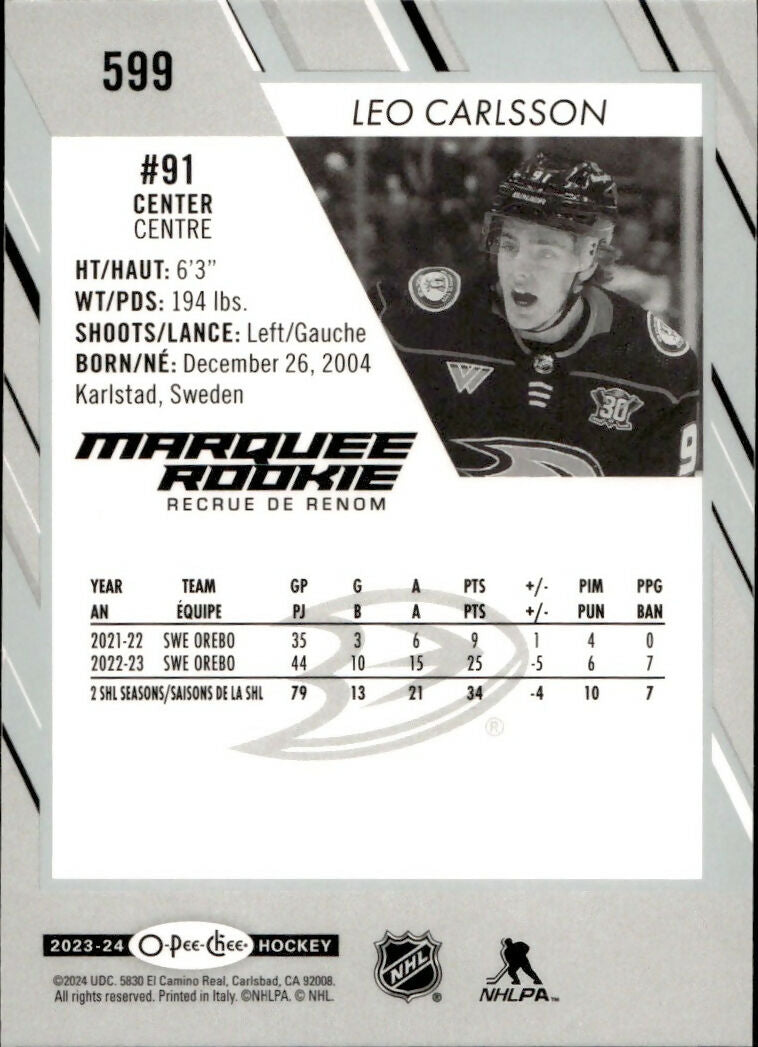 599
LEO CARLSSON
#91
CENTER
CENTRE
HT/HAUT: 6'3"
WT/PDS: 194 lbs.
SHOOTS/LANCE: Left/Gauche
BORN/NÉ: December 26, 2004
Karlstad, Sweden
91
BAUER
W
30
9
MARQUEE
ROOKIE
RECRUE DE RENOM
YEAR TEAM GP G A PTS +/- PIM PPG
AN ÉQUIPE PJ B A PTS +/- PUN BAN
2021-22 SWE OREBO 35 3 6 9 1 4 0
2022-23 SWE OREBO 44 10 15 25 -5 6 7
2 SHL SEASONS/SAISONS DE LA SHL 79 13 21 34 -4 10 7
®
2023-24 O-Pee-Chee® HOCKEY
NHL®
NHLPA™
©2024 UDC. 5830 El Camino Real, Carlsbad, CA 92008.
All rights reserved. Printed in Italy. ©NHLPA. © NHL.